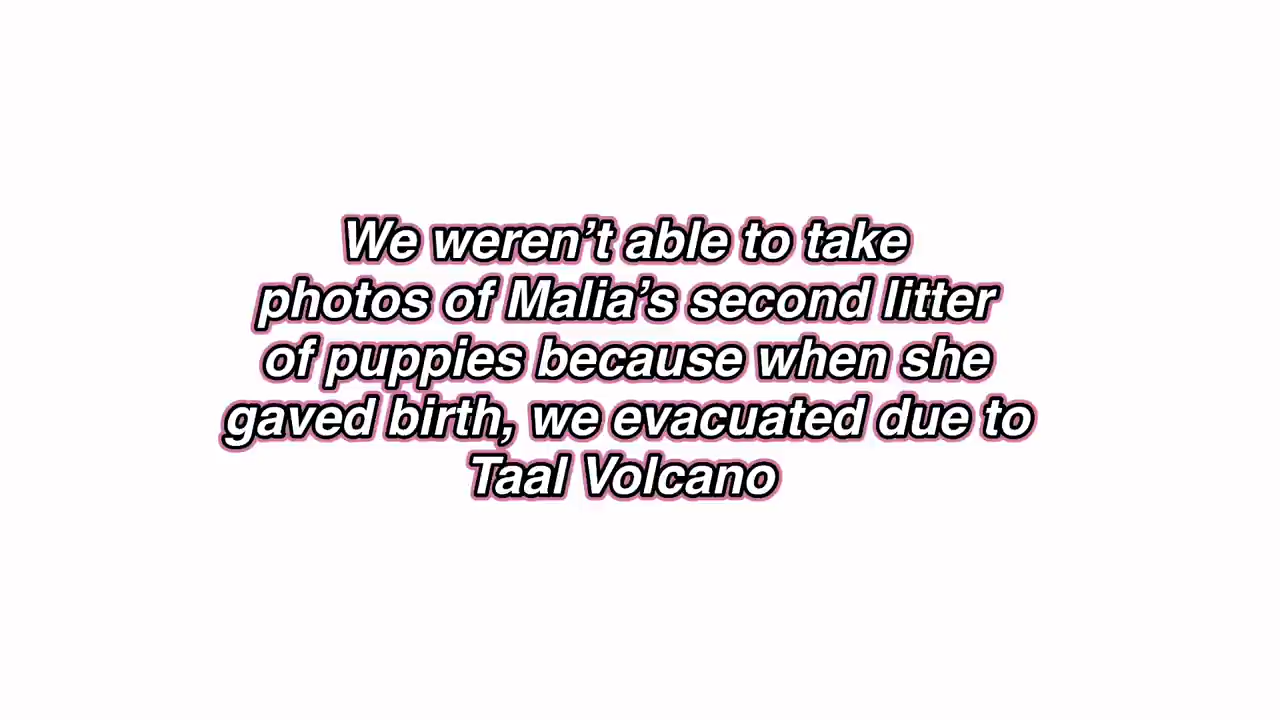 We weren’t able to take
photos of Malia’s second litter
of puppies because when she
gaved birth, we evacuated due to
Taal Volcano